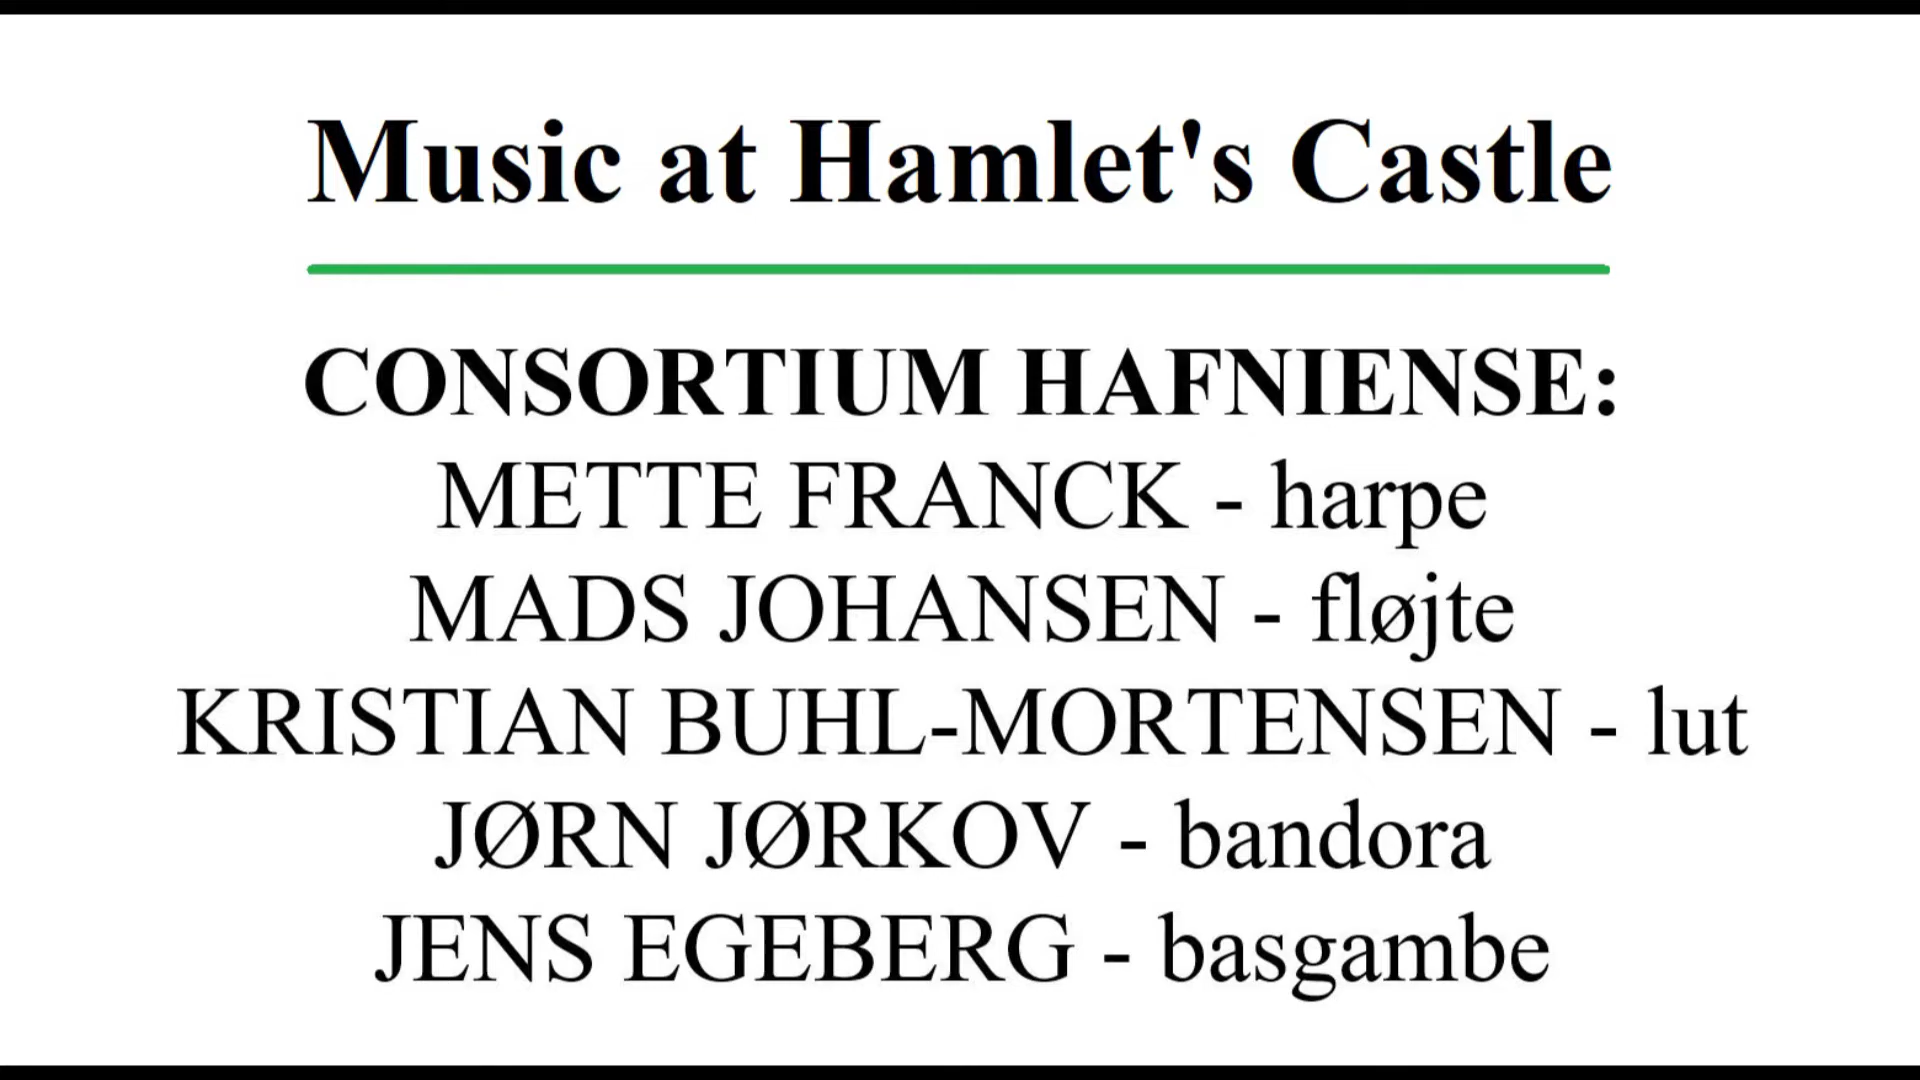 Music at Hamlet's Castle
CONSORTIUM HAFNIENSE:
METTE FRANCK - harpe
MADS JOHANSEN - fløjte
KRISTIAN BUHL-MORTENSEN - lut
JØRN JØRKOV - bandora
JENS EGEBERG - basgambe